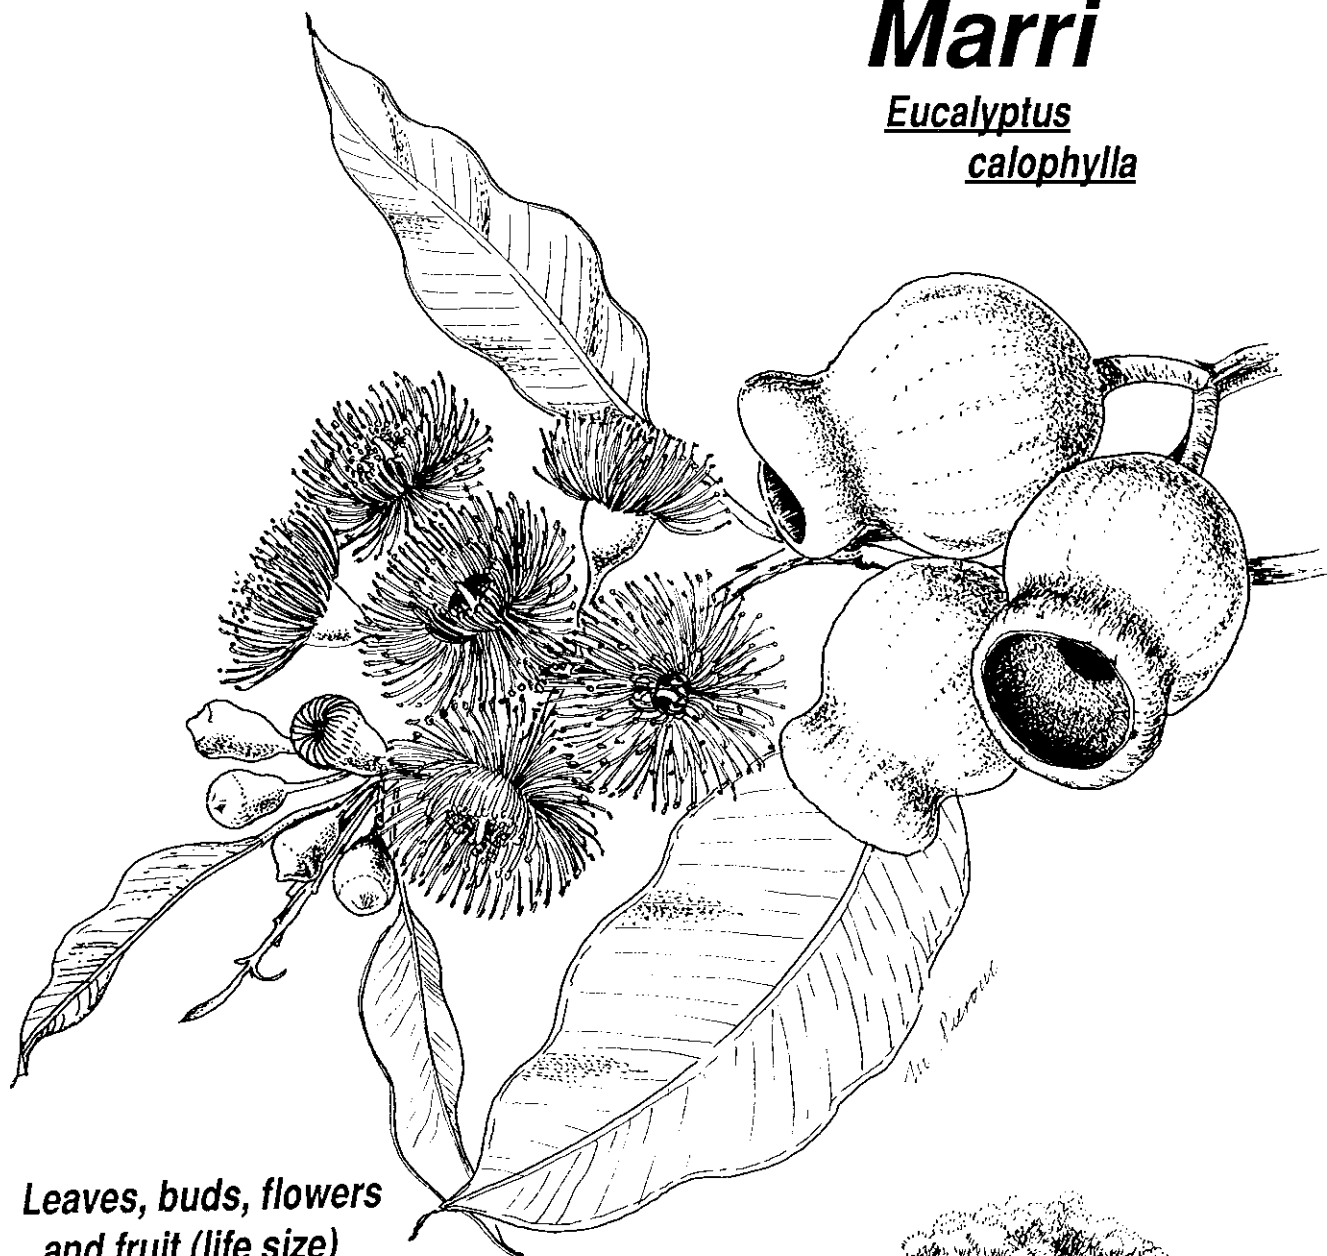 Marri
Eucalyptus
calophylla
Leaves, buds, flowers
and fruit (life size)